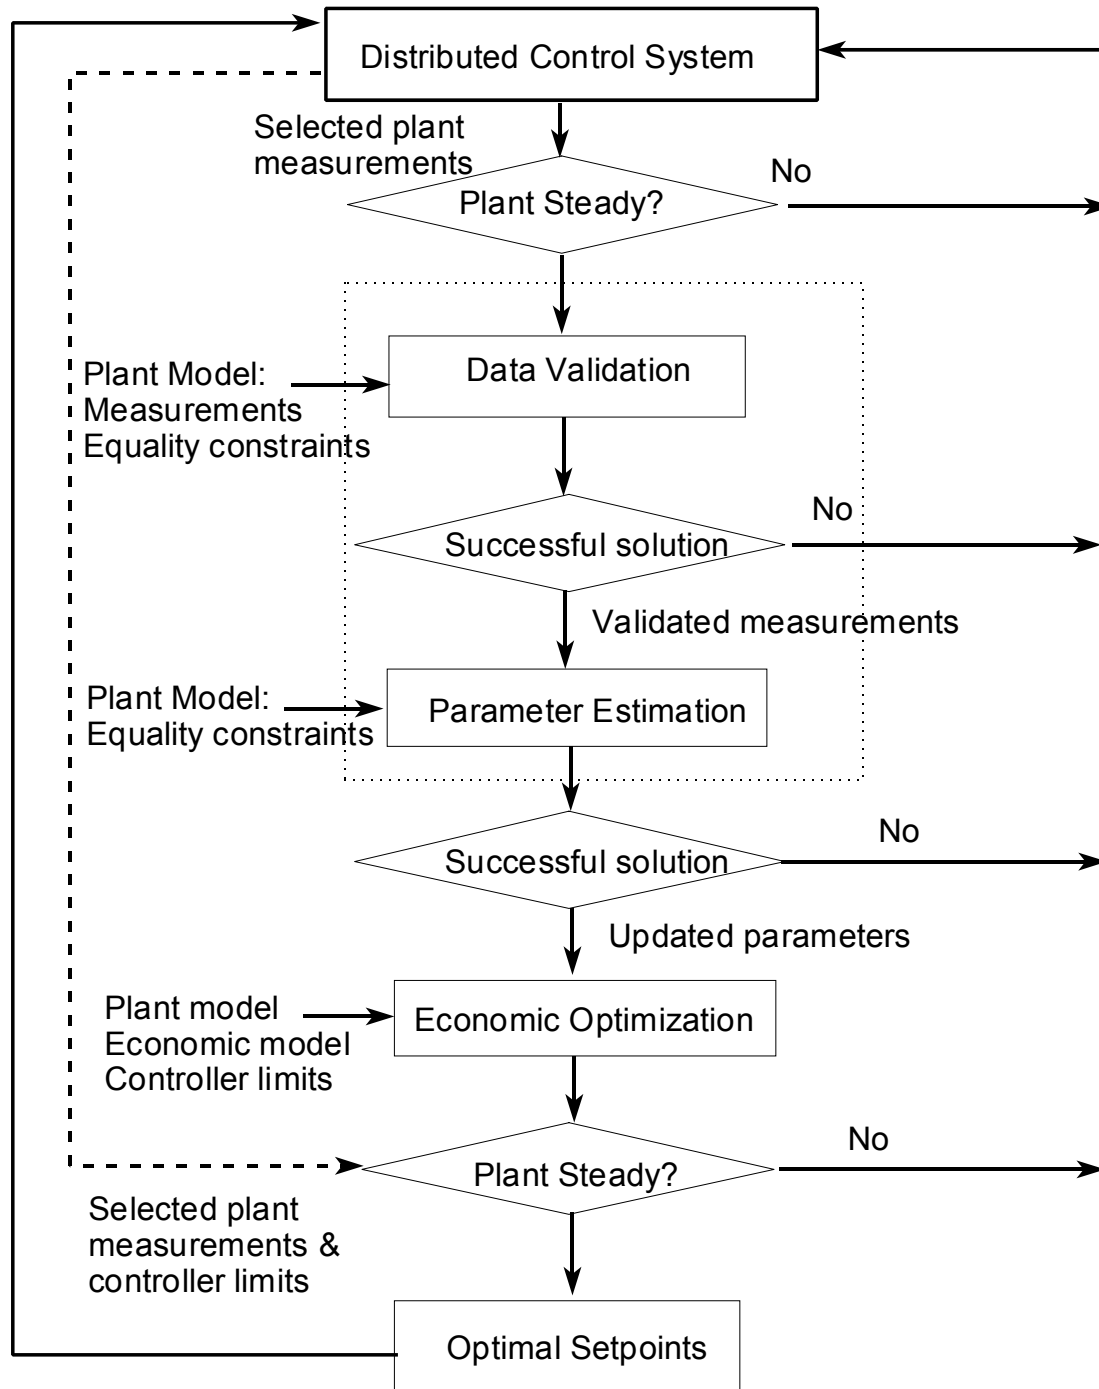 Distributed Control System
Selected plant
measurements
No
Plant Steady?
Data Validation
Plant Model:
Measurements
Equality constraints
No
Successful solution
Validated measurements
Plant Model:
Equality constraints
Parameter Estimation
No
Successful solution
Updated parameters
Plant model
Economic model
Controller limits
Economic Optimization
No
Plant Steady?
Selected plant
measurements &
controller limits
Optimal Setpoints